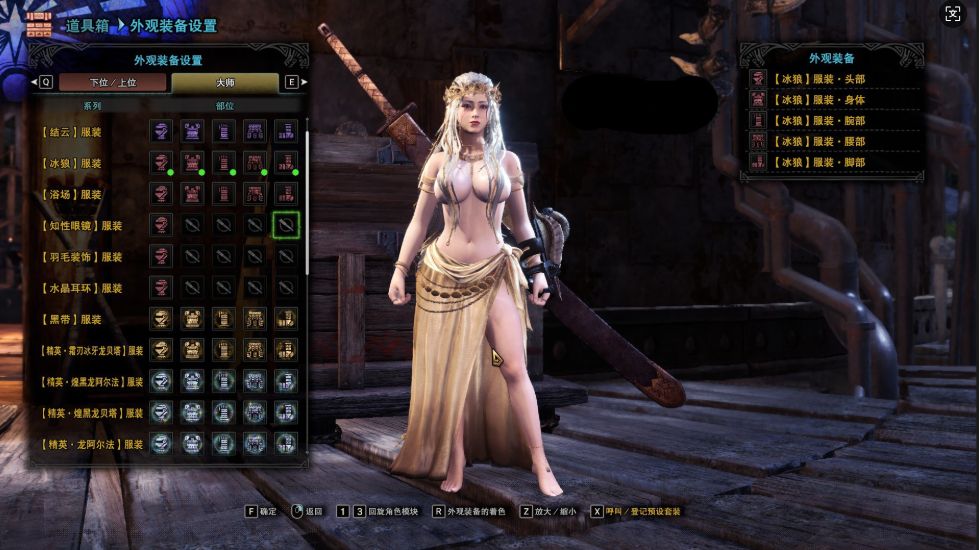 道具箱 外观装备设置
外观装备设置
Q 下位／上位 大师 E
系列 部位
【结云】服装
【冰狼】服装
【浴场】服装
【知性眼镜】服装
【羽毛装饰】服装
【水晶耳环】服装
【黑带】服装
【精英·霜刃冰牙龙贝塔】服装
【精英·煌黑龙阿尔法】服装
【精英·煌黑龙贝塔】服装
【精英·龙阿尔法】服装
外观装备
【冰狼】服装·头部
【冰狼】服装·身体
【冰狼】服装·腕部
【冰狼】服装·腰部
【冰狼】服装·脚部
F 确定 返回 1 3 回旋角色模块 R 外观装备的着色 Z 放大／缩小 X 呼叫／登记预设套装